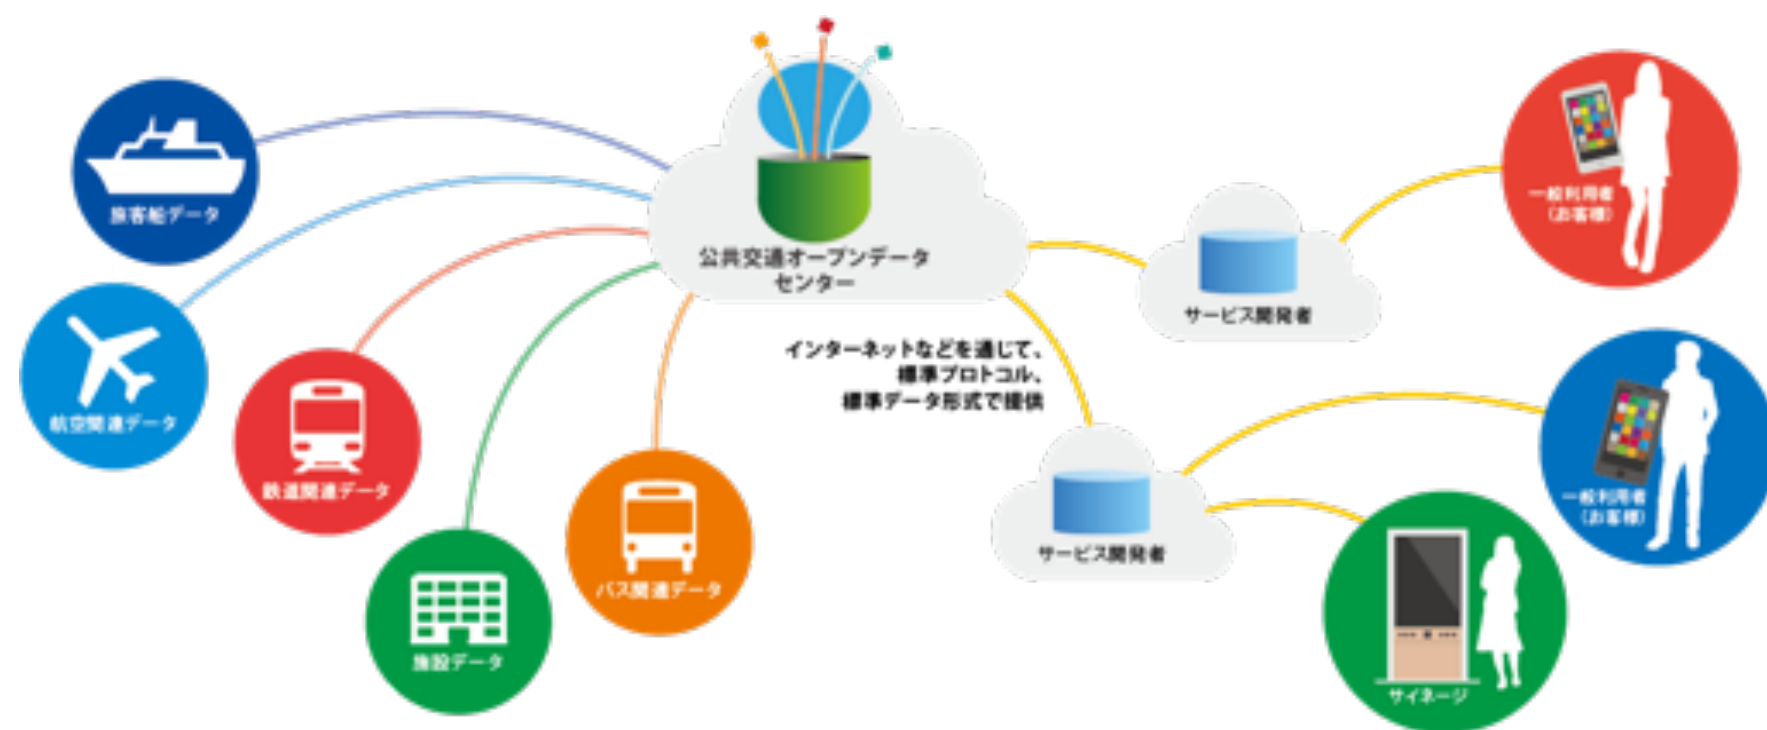 旅客船データ
航空関連データ
鉄道関連データ
施設データ
バス関連データ
公共交通オープンデータ
センター
インターネットなどを通じて、
標準プロトコル、
標準データ形式で提供
サービス開発者
サービス開発者
一般利用者
(お客様)
一般利用者
(お客様)
サイネージ